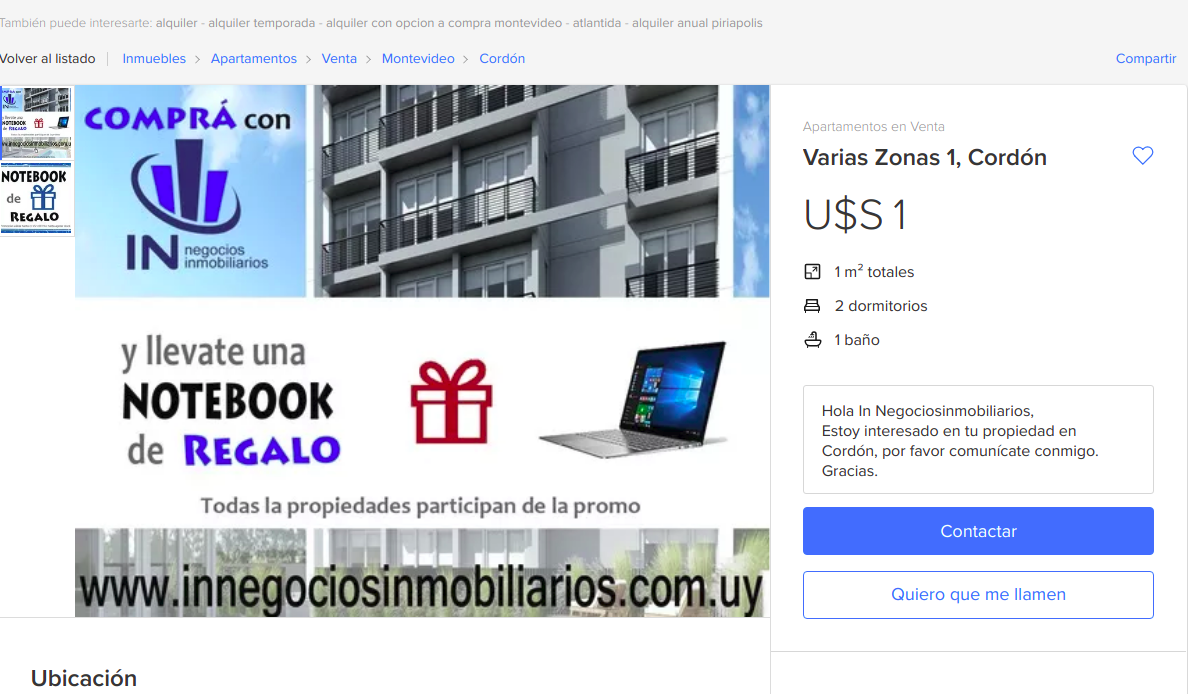 También puede interesarte: alquiler - alquiler temporada - alquiler con opcion a compra montevideo - atlantida - alquiler anual piriapolis
Volver al listado | Inmuebles > Apartamentos > Venta > Montevideo > Cordón
Compartir
COMPRÁ con
IN negocios
inmobiliarios
y llevate una
NOTEBOOK
de REGALO
Todas la propiedades participan de la promo
www.innegociosinmobiliarios.com.uy
NOTEBOOK
de
REGALO
Ubicación
Apartamentos en Venta
Varias Zonas 1, Cordón
U$S 1
1 m² totales
2 dormitorios
1 baño
Hola In Negociosinmobiliarios,
Estoy interesado en tu propiedad en
Cordón, por favor comunícate conmigo.
Gracias.
Contactar
Quiero que me llamen